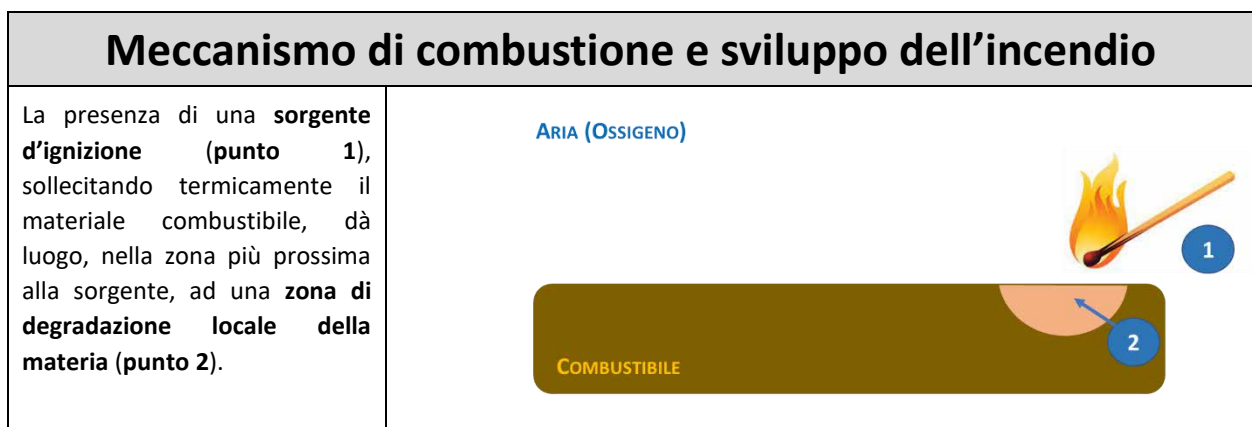 Meccanismo di combustione e sviluppo dell’incendio
La presenza di una sorgente
d'ignizione (punto 1),
sollecitando termicamente il
materiale combustibile, dà
luogo, nella zona più prossima
alla sorgente, ad una zona di
degradazione locale della
materia (punto 2).
ARIA (OSSIGENO)
1
2
COMBUSTIBILE